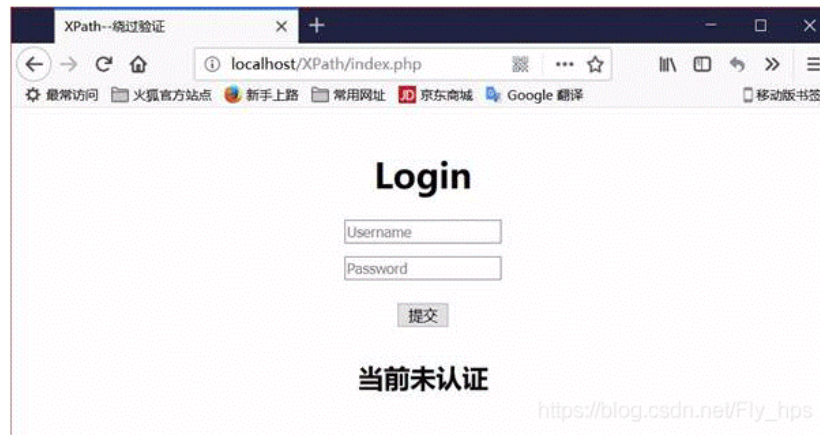 XPath--绕过验证
localhost/XPath/index.php
最常访问 火狐官方站点 新手上路 常用网址 JD 京东商城 Google 翻译 移动版书签
Login
Username
Password
提交
当前未认证
https://blog.csdn.net/Fly_hps